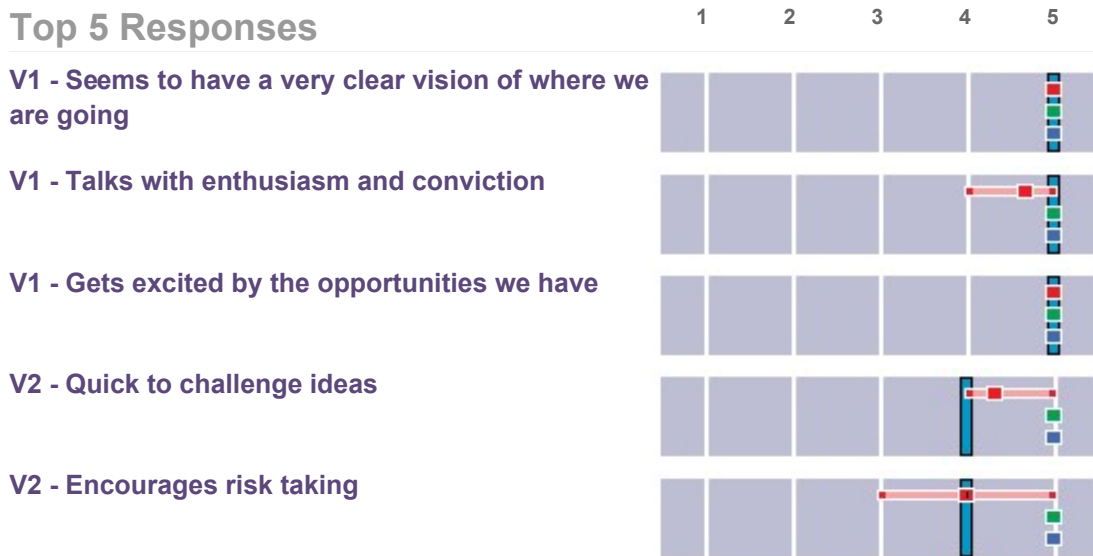 Top 5 Responses
1 2 3 4 5
V1 - Seems to have a very clear vision of where we
are going
V1 - Talks with enthusiasm and conviction
V1 - Gets excited by the opportunities we have
V2 - Quick to challenge ideas
V2 - Encourages risk taking